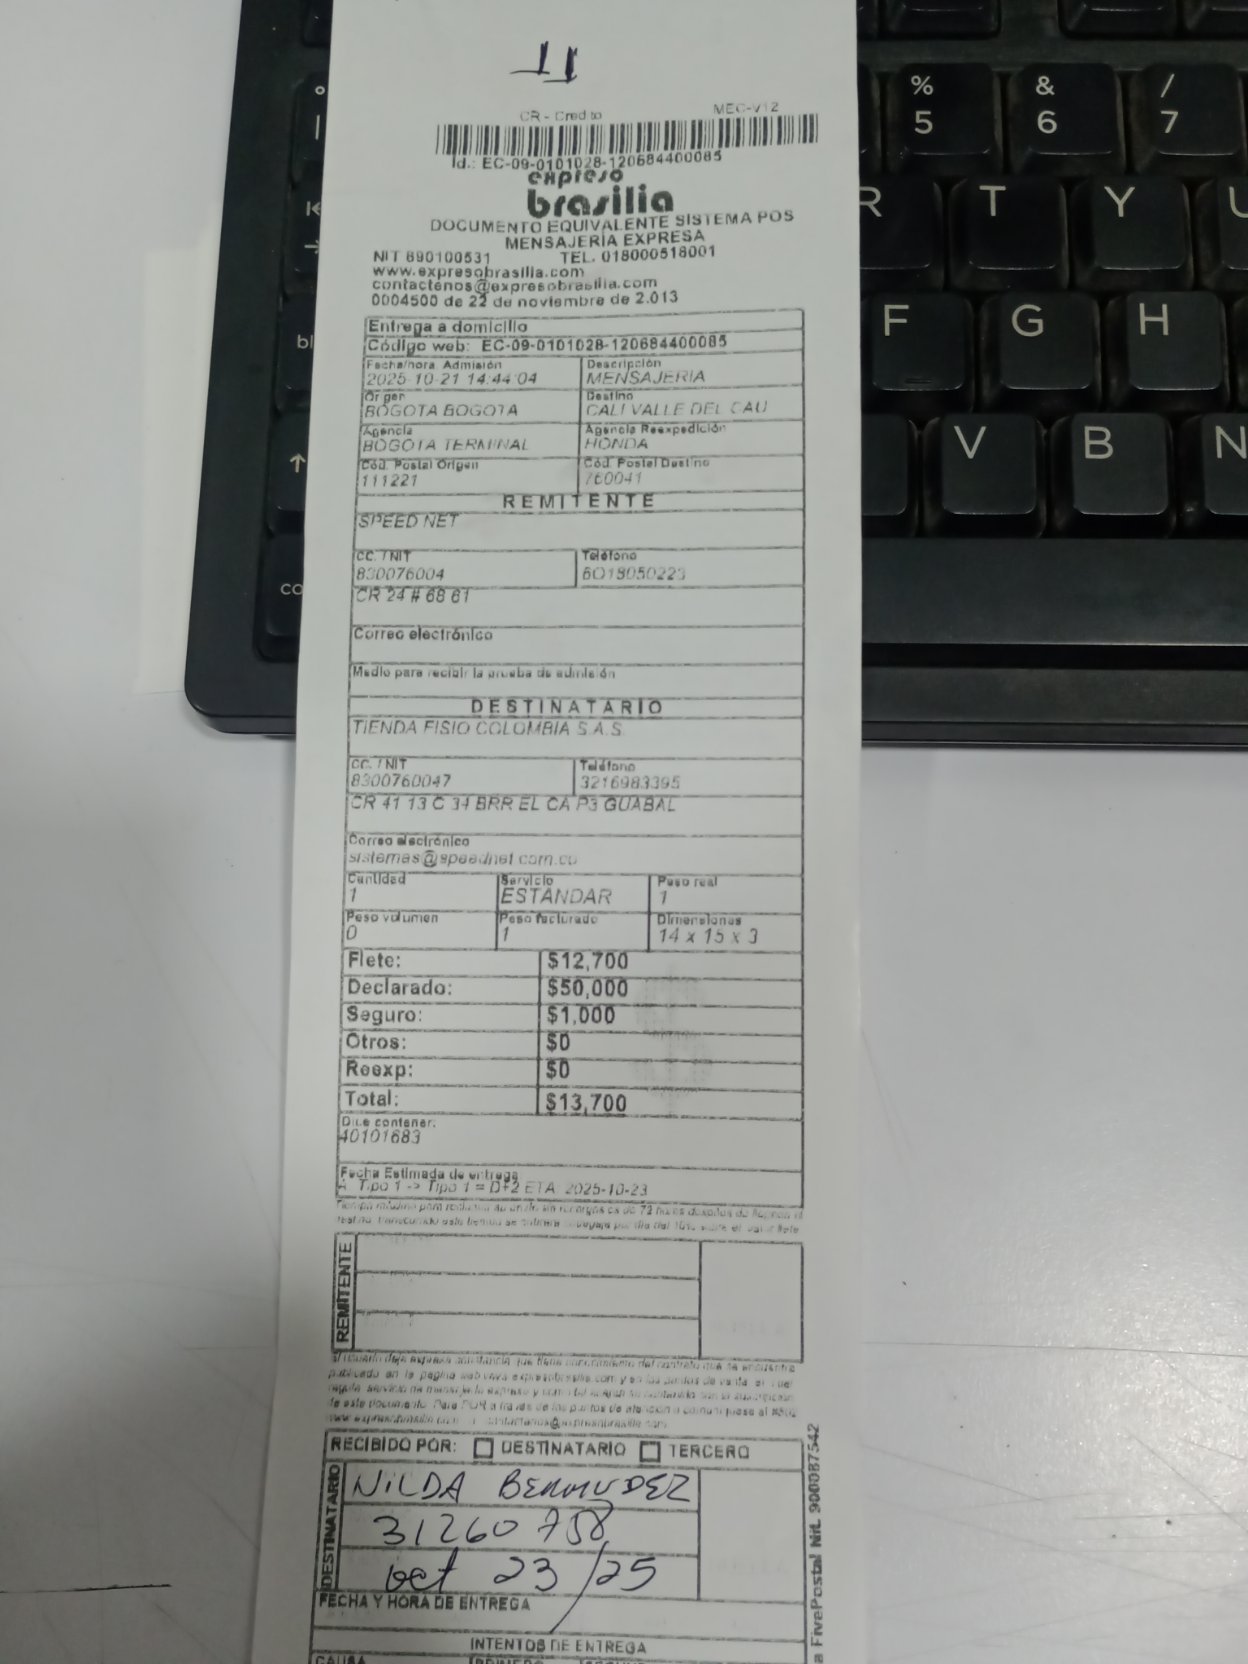 11
CR - Credito MEC-V12
Id.: EC-09-0101028-120684400085
expreso
brasilia
DOCUMENTO EQUIVALENTE SISTEMA POS
MENSAJERÍA EXPRESA
NIT 890100531 TEL. 018000518001
www.expresobrasilia.com
contactenos@expresobrasilia.com
0004500 de 22 de noviembre de 2.013
Entrega a domicilio
Código web: EC-09-0101028-120684400085
Fecha/hora Admisión Descripción
2025-10-21 14:44:04 MENSAJERIA
Origen Destino
BOGOTA BOGOTA CALI VALLE DEL CAU
Agencia Agencia Reexpedición
BOGOTA TERMINAL HONDA
Cód. Postal Origen Cód. Postal Destino
111221 760041
REMITENTE
SPEED NET
CC. / NIT Teléfono
830076004 6018050223
CR 24 # 68 61
Correo electrónico
Medio para recibir la prueba de admisión
DESTINATARIO
TIENDA FISIO COLOMBIA S.A.S
CC. / NIT Teléfono
8300760047 3216983395
CR 41 13 C 34 BRR EL CA P3 GUABAL
Correo electrónico
sistemas@speednet.com.co
Cantidad Servicio Peso real
1 ESTANDAR 1
Peso volumen Peso facturado Dimensiones
0 1 14 x 15 x 3
Flete: $12,700
Declarado: $50,000
Seguro: $1,000
Otros: $0
Reexp: $0
Total: $13,700
Dice contener:
40101683
Fecha Estimada de entrega
Tipo 1 -> Tipo 1 = D+2 ETA: 2025-10-23
REMITENTE
RECIBIDO POR: DESTINATARIO TERCERO
DESTINATARIO
NILDA BERMUDEZ
31260758
oct 23/25
FECHA Y HORA DE ENTREGA
INTENTOS DE ENTREGA
CAUSA
a FivePostal Nit. 900087542
% 5 & 6 / 7
R T Y U
F G H
V B N